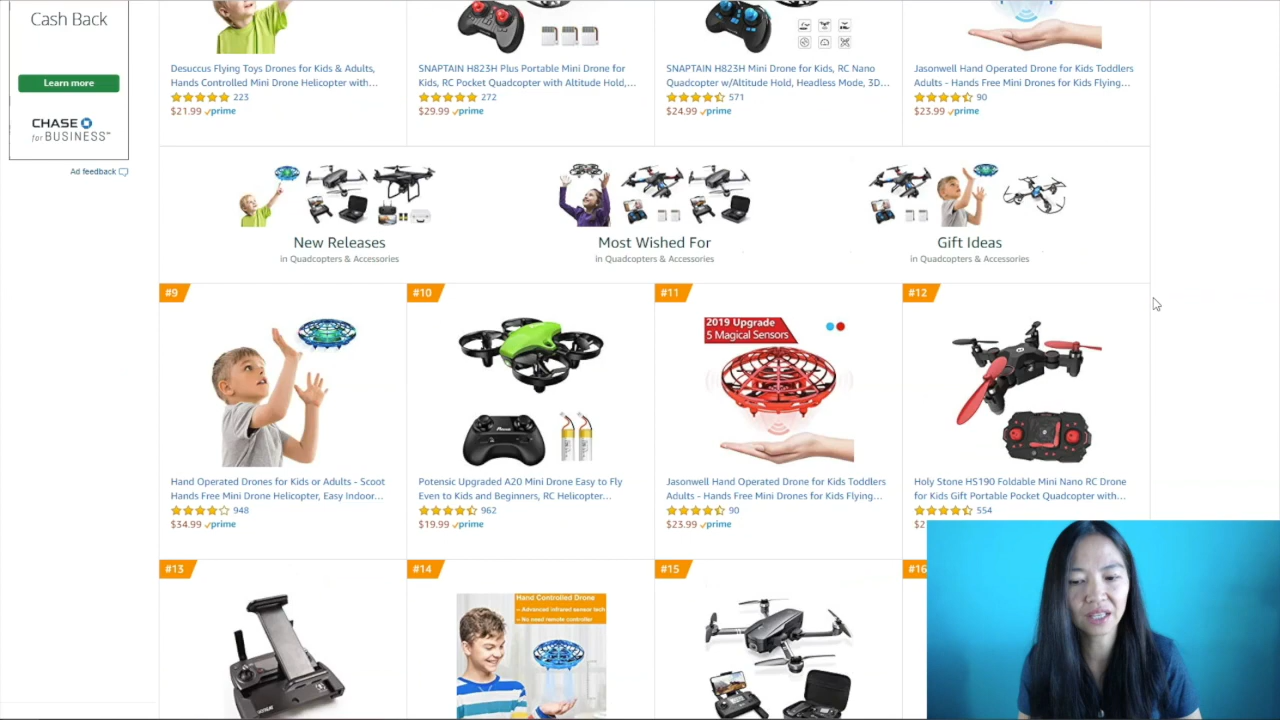 Cash Back
Learn more
CHASE
for BUSINESS
Ad feedback
Desuccus Flying Toys Drones for Kids & Adults,
Hands Controlled Mini Drone Helicopter with...
223
$21.99 prime
SNAPTAIN H823H Plus Portable Mini Drone for
Kids, RC Pocket Quadcopter with Altitude Hold,...
272
$29.99 prime
SNAPTAIN H823H Mini Drone for Kids, RC Nano
Quadcopter w/Altitude Hold, Headless Mode, 3D...
571
$24.99 prime
Jasonwell Hand Operated Drone for Kids Toddlers
Adults - Hands Free Mini Drones for Kids Flying...
90
$23.99 prime
New Releases
in Quadcopters & Accessories
Most Wished For
in Quadcopters & Accessories
Gift Ideas
in Quadcopters & Accessories
#9
Hand Operated Drones for Kids or Adults - Scoot
Hands Free Mini Drone Helicopter, Easy Indoor...
948
$34.99 prime
#10
Potensic Upgraded A20 Mini Drone Easy to Fly
Even to Kids and Beginners, RC Helicopter...
962
$19.99 prime
#11
2019 Upgrade
5 Magical Sensors
Jasonwell Hand Operated Drone for Kids Toddlers
Adults - Hands Free Mini Drones for Kids Flying...
90
$23.99 prime
#12
Holy Stone HS190 Foldable Mini Nano RC Drone
for Kids Gift Portable Pocket Quadcopter with...
554
#13
#14
Hand Controlled Drone
Advanced infrared sensor tech
No need remote controller
#15
#16